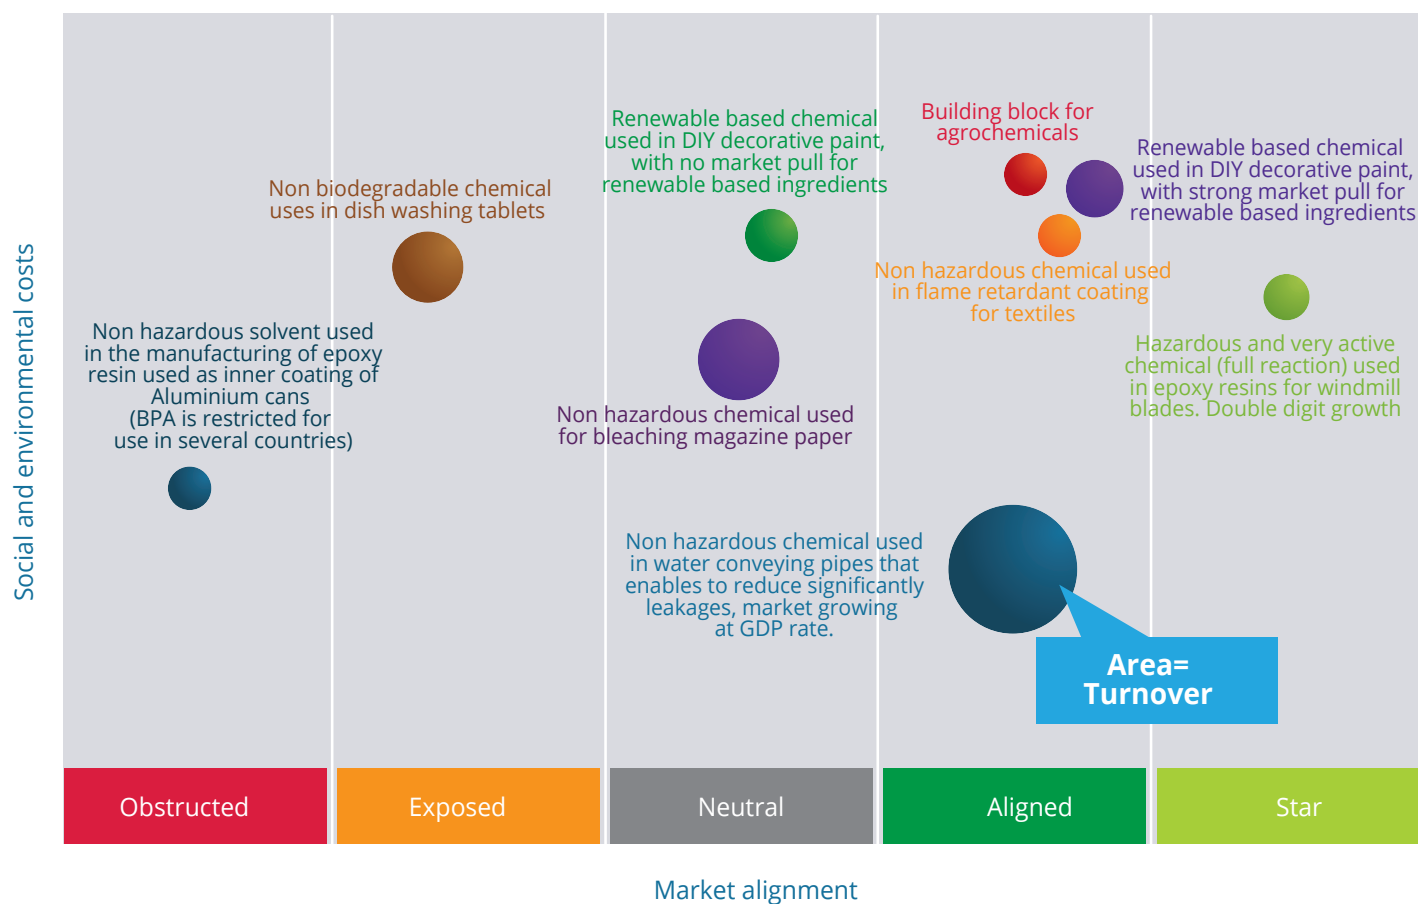 Social and environmental costs
Non hazardous solvent used
in the manufacturing of epoxy
resin used as inner coating of
Aluminium cans
(BPA is restricted for
use in several countries)
Non biodegradable chemical
uses in dish washing tablets
Renewable based chemical
used in DIY decorative paint,
with no market pull for
renewable based ingredients
Non hazardous chemical used
for bleaching magazine paper
Building block for
agrochemicals
Renewable based chemical
used in DIY decorative paint,
with strong market pull for
renewable based ingredients
Non hazardous chemical used
in flame retardant coating
for textiles
Hazardous and very active
chemical (full reaction) used
in epoxy resins for windmill
blades. Double digit growth
Non hazardous chemical used
in water conveying pipes that
enables to reduce significantly
leakages, market growing
at GDP rate.
Area=
Turnover
Obstructed
Exposed
Neutral
Aligned
Star
Market alignment